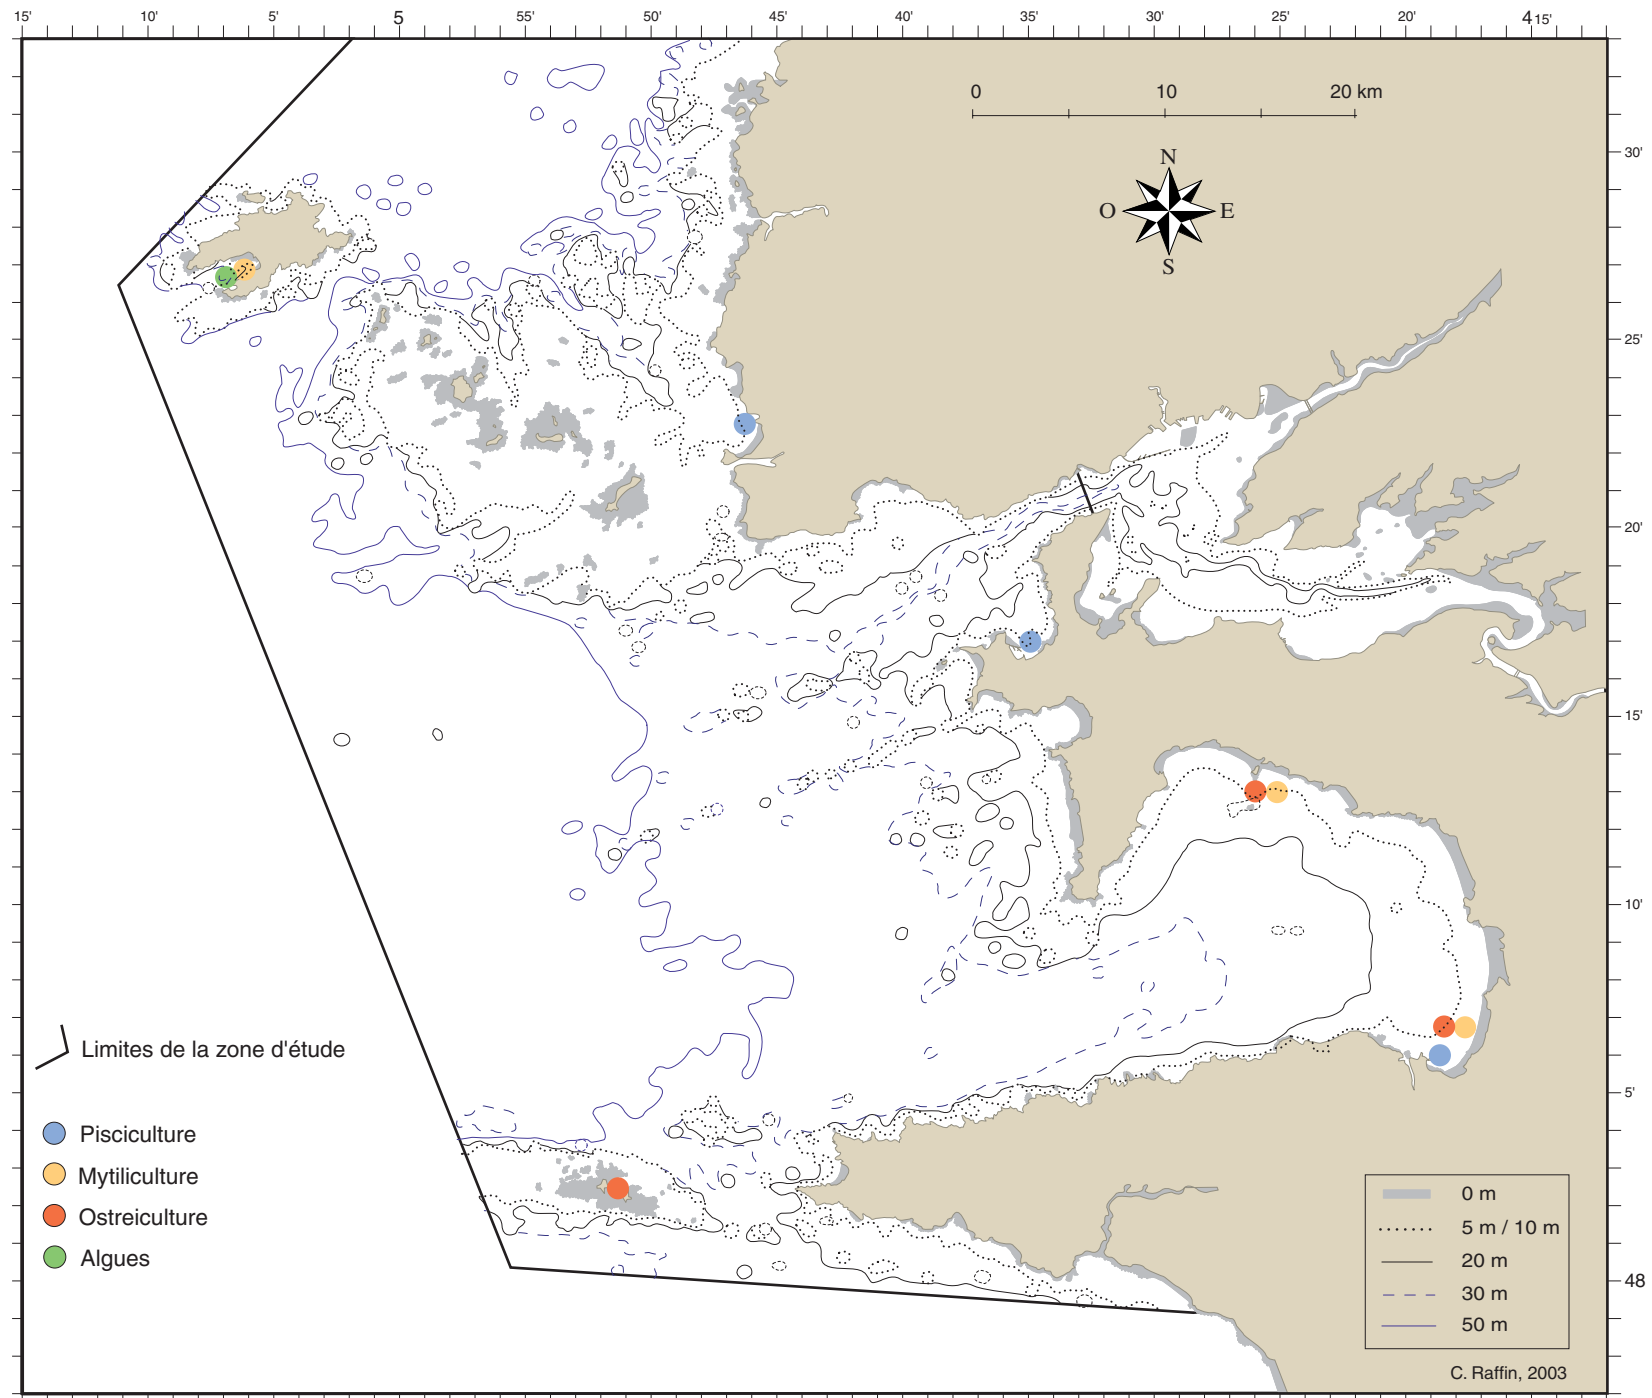 15' 10' 5' 5 55' 50' 45' 40' 35' 30' 25' 20' 4 15'
0 10 20 km
N
O E
S
30'
25'
20'
15'
10'
5'
48
Limites de la zone d'étude
Pisciculture
Mytiliculture
Ostreiculture
Algues
0 m
5 m / 10 m
20 m
30 m
50 m
C. Raffin, 2003